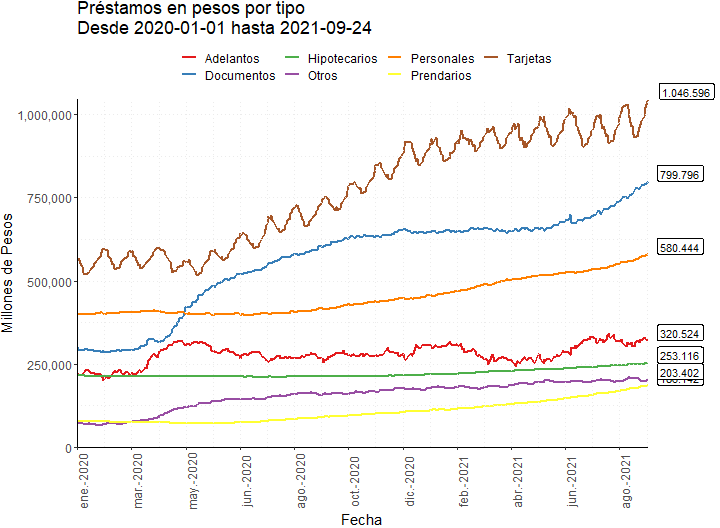 Préstamos en pesos por tipo
Desde 2020-01-01 hasta 2021-09-24
Adelantos Hipotecarios Personales Tarjetas
Documentos Otros Prendarios
1.046.596
1,000,000
799.796
750,000
580.444
500,000
320.524
253.116
250,000
203.402
0
Millones de Pesos
ene.-2020 mar.-2020 may.-2020 jun.-2020 ago.-2020 oct.-2020 dic.-2020 feb.-2021 abr.-2021 jun.-2021 ago.-2021
Fecha